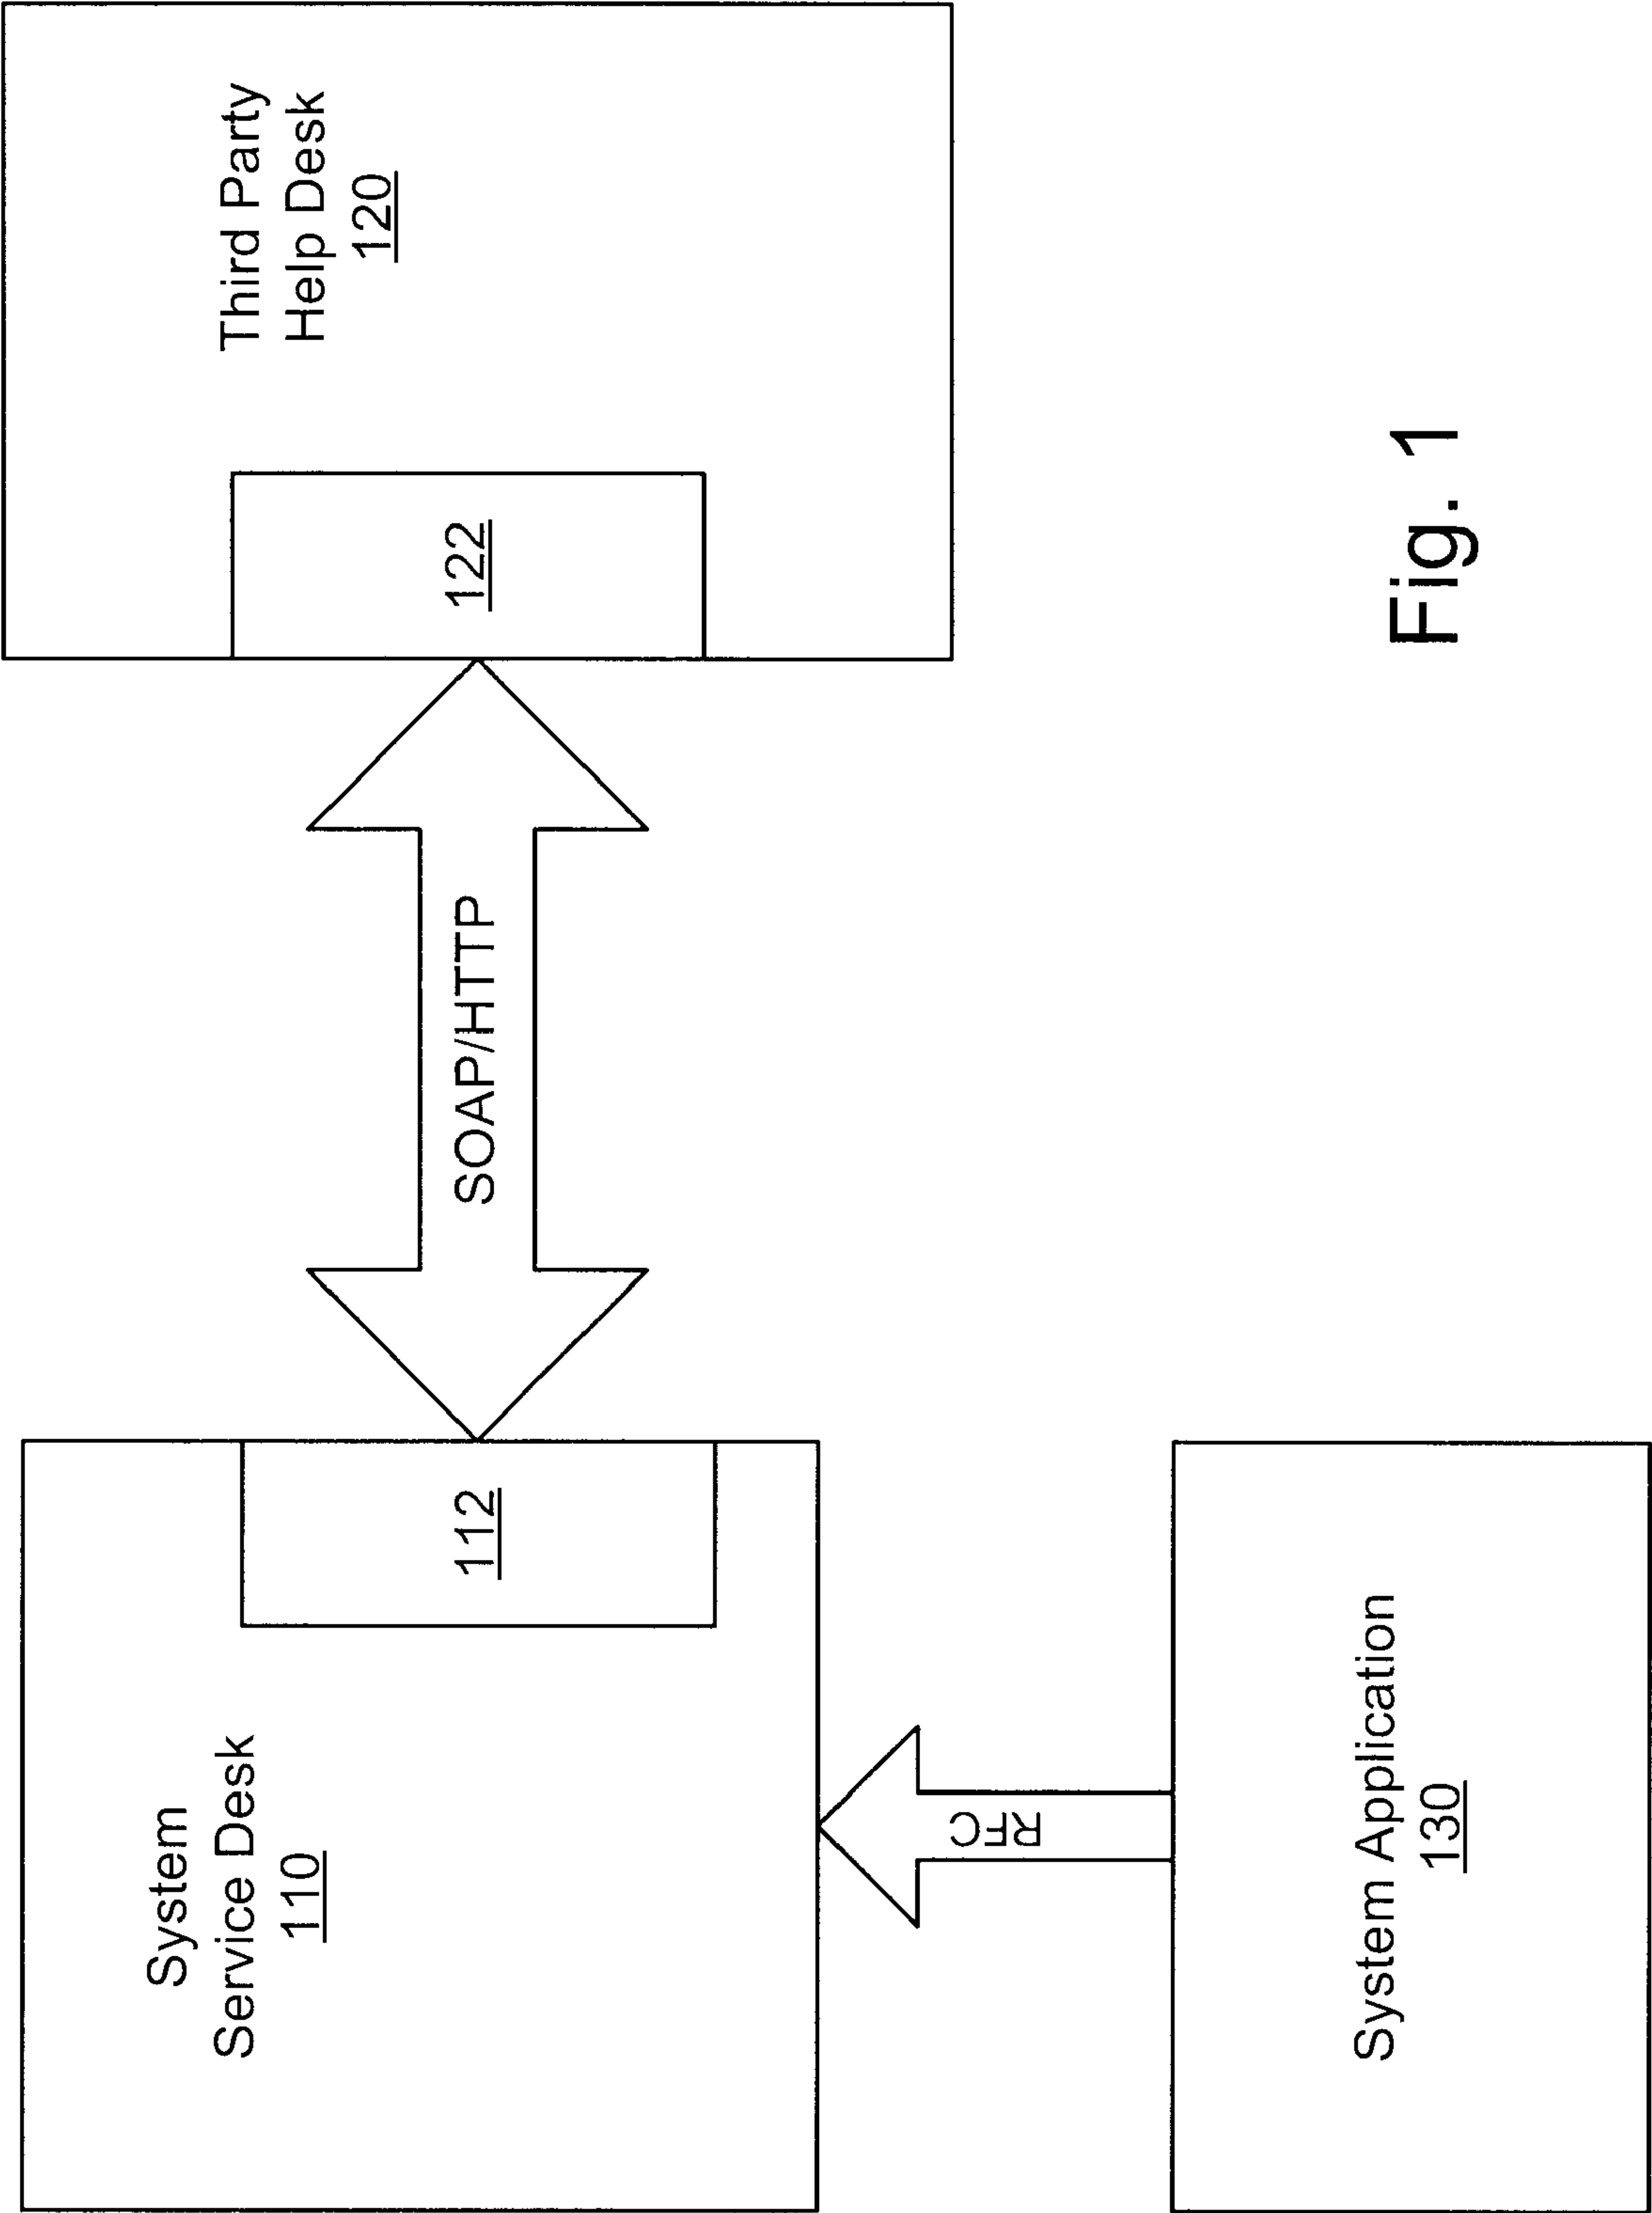 System
Service Desk
110
112
SOAP/HTTP
122
Third Party
Help Desk
120
RFC
System Application
130
Fig. 1